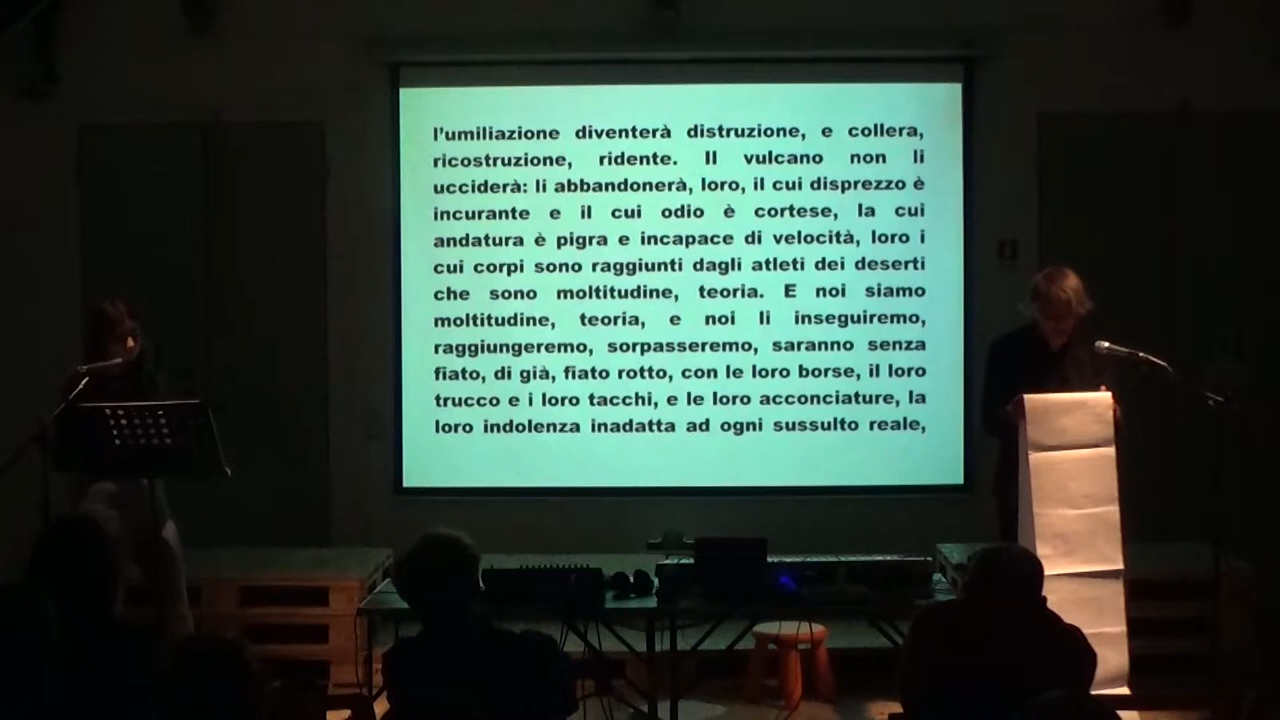 l’umiliazione diventerà distruzione, e collera,
ricostruzione, ridente. Il vulcano non li
ucciderà: li abbandonerà, loro, il cui disprezzo è
incurante e il cui odio è cortese, la cui
andatura è pigra e incapace di velocità, loro i
cui corpi sono raggiunti dagli atleti dei deserti
che sono moltitudine, teoria. E noi siamo
moltitudine, teoria, e noi li inseguiremo,
raggiungeremo, sorpasseremo, saranno senza
fiato, di già, fiato rotto, con le loro borse, il loro
trucco e i loro tacchi, e le loro acconciature, la
loro indolenza inadatta ad ogni sussulto reale,